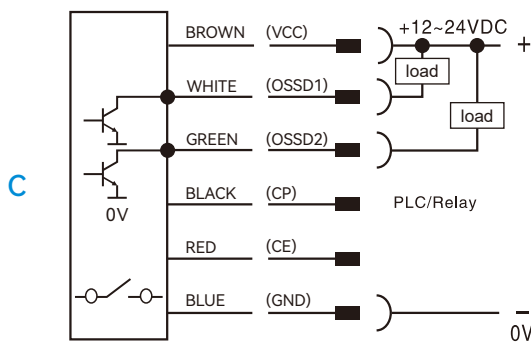 BROWN (VCC) +12~24VDC +
load
WHITE (OSSD1)
load
GREEN (OSSD2)
C
BLACK (CP) PLC/Relay
0V
RED (CE)
BLUE (GND) −
0V